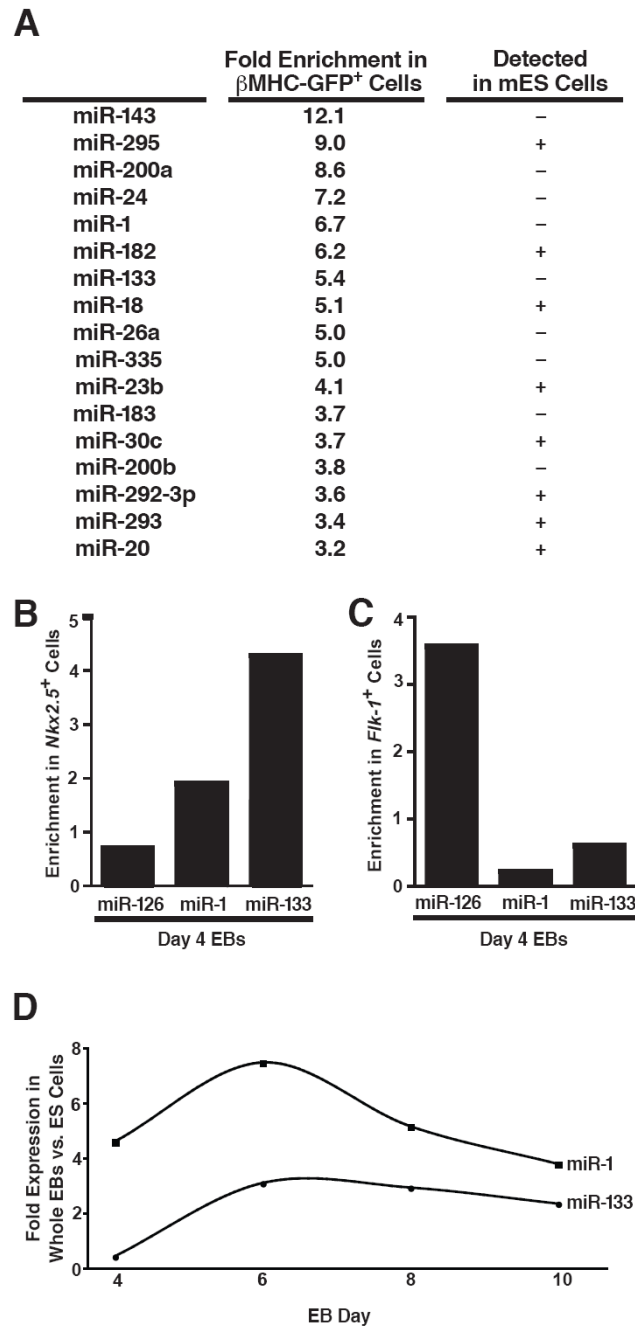 A
Fold Enrichment in Detected
βMHC-GFP⁺ Cells in mES Cells
miR-143 12.1 –
miR-295 9.0 +
miR-200a 8.6 –
miR-24 7.2 –
miR-1 6.7 –
miR-182 6.2 +
miR-133 5.4 –
miR-18 5.1 +
miR-26a 5.0 –
miR-335 5.0 –
miR-23b 4.1 +
miR-183 3.7 –
miR-30c 3.7 +
miR-200b 3.8 –
miR-292-3p 3.6 +
miR-293 3.4 +
miR-20 3.2 +
B
Enrichment in Nkx2.5⁺ Cells
5
4
3
2
1
0
miR-126 miR-1 miR-133
Day 4 EBs
C
Enrichment in Flk-1⁺ Cells
4
3
2
1
0
miR-126 miR-1 miR-133
Day 4 EBs
D
Fold Expression in
Whole EBs vs. ES Cells
8
6
4
2
0
miR-1
miR-133
4 6 8 10
EB Day